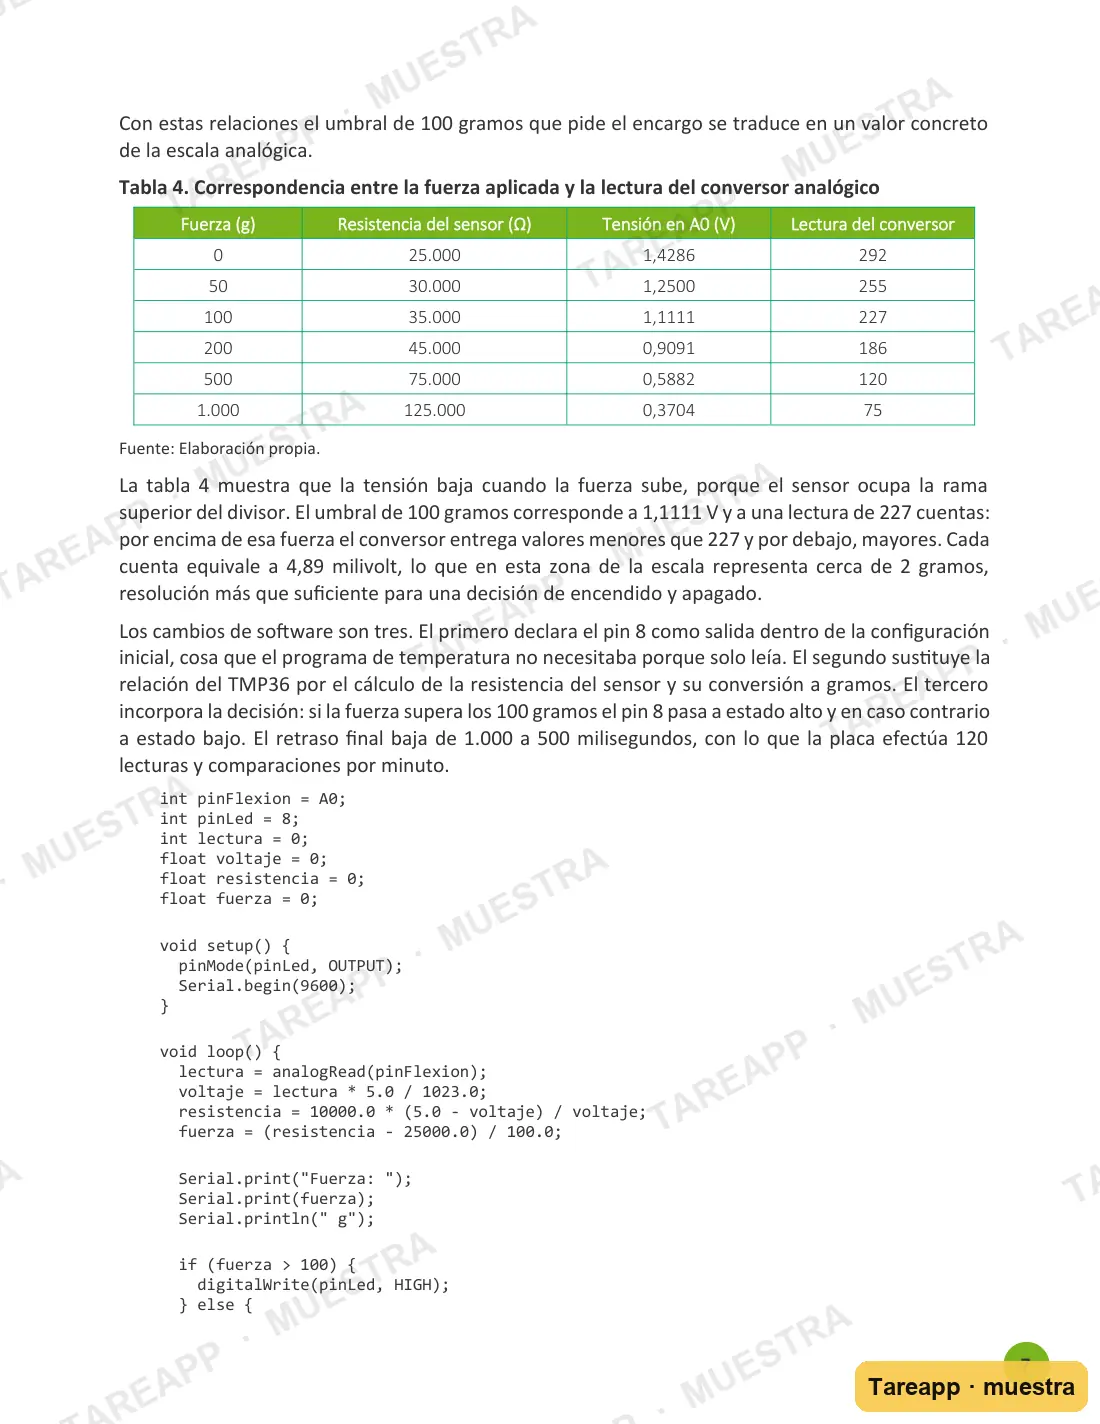 Con estas relaciones el umbral de 100 gramos que pide el encargo se traduce en un valor concreto
de la escala analógica.
Tabla 4. Correspondencia entre la fuerza aplicada y la lectura del conversor analógico
Fuerza (g) Resistencia del sensor (Ω) Tensión en A0 (V) Lectura del conversor
0 25.000 1,4286 292
50 30.000 1,2500 255
100 35.000 1,1111 227
200 45.000 0,9091 186
500 75.000 0,5882 120
1.000 125.000 0,3704 75
Fuente: Elaboración propia.
La tabla 4 muestra que la tensión baja cuando la fuerza sube, porque el sensor ocupa la rama
superior del divisor. El umbral de 100 gramos corresponde a 1,1111 V y a una lectura de 227 cuentas:
por encima de esa fuerza el conversor entrega valores menores que 227 y por debajo, mayores. Cada
cuenta equivale a 4,89 milivolt, lo que en esta zona de la escala representa cerca de 2 gramos,
resolución más que suficiente para una decisión de encendido y apagado.
Los cambios de software son tres. El primero declara el pin 8 como salida dentro de la configuración
inicial, cosa que el programa de temperatura no necesitaba porque solo leía. El segundo sustituye la
relación del TMP36 por el cálculo de la resistencia del sensor y su conversión a gramos. El tercero
incorpora la decisión: si la fuerza supera los 100 gramos el pin 8 pasa a estado alto y en caso contrario
a estado bajo. El retraso final baja de 1.000 a 500 milisegundos, con lo que la placa efectúa 120
lecturas y comparaciones por minuto.
int pinFlexion = A0;
int pinLed = 8;
int lectura = 0;
float voltaje = 0;
float resistencia = 0;
float fuerza = 0;
void setup() {
pinMode(pinLed, OUTPUT);
Serial.begin(9600);
}
void loop() {
lectura = analogRead(pinFlexion);
voltaje = lectura * 5.0 / 1023.0;
resistencia = 10000.0 * (5.0 - voltaje) / voltaje;
fuerza = (resistencia - 25000.0) / 100.0;
Serial.print("Fuerza: ");
Serial.print(fuerza);
Serial.println(" g");
if (fuerza > 100) {
digitalWrite(pinLed, HIGH);
} else {
Tareapp · muestra